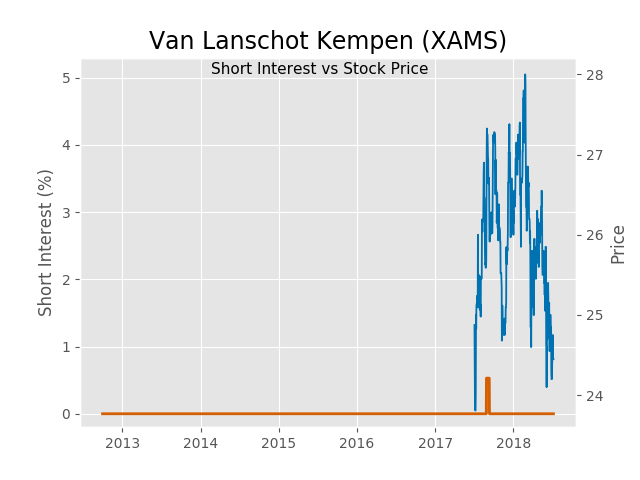 Van Lanschot Kempen (XAMS)
Short Interest vs Stock Price
Short Interest (%)
5
4
3
2
1
0
28
27
26
25
24
Price
2013 2014 2015 2016 2017 2018